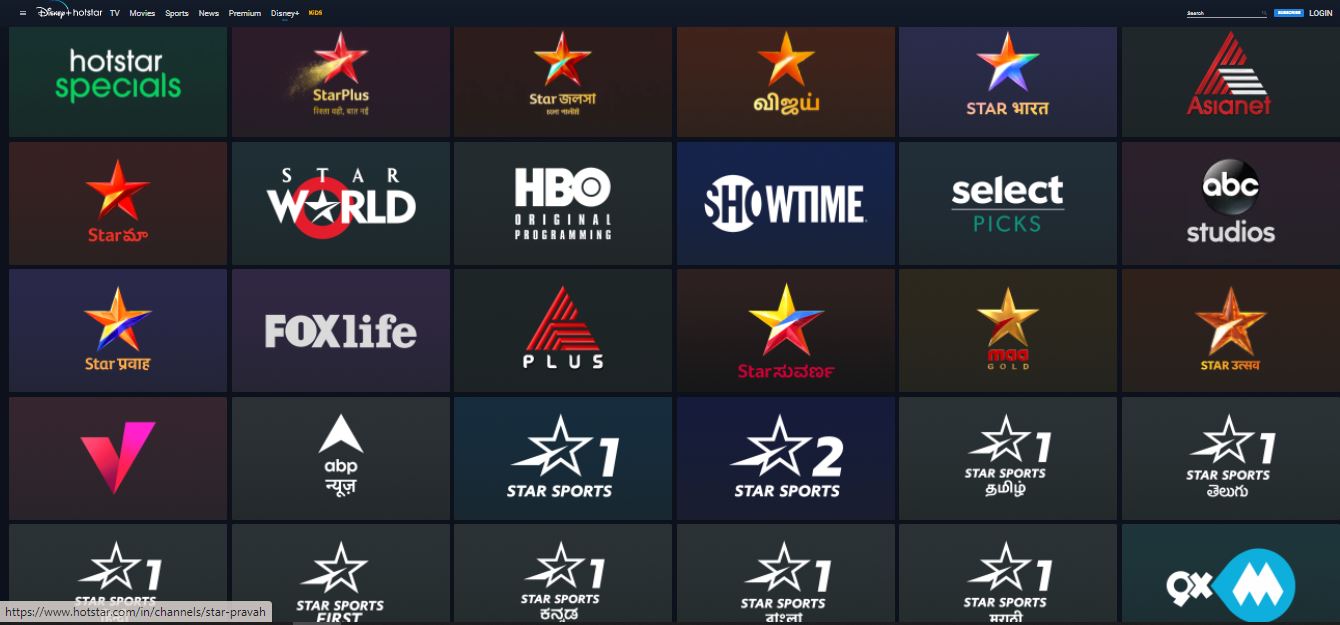 Disney+ hotstar TV Movies Sports News Premium Disney+ KIDS Search SUBSCRIBE LOGIN
hotstar
specials
StarPlus
रिश्ता वही, बात नई
Star জলসা
চলো পাল্টাই
விஜய்
STAR भारत
Asianet
Starమా
STAR
WORLD
HBO
ORIGINAL
PROGRAMMING
SHOWTIME
select
PICKS
abc
studios
Star प्रवाह
FOXlife
PLUS
Starಸುವರ್ಣ
maa
GOLD
STAR उत्सव
V
abp
न्यूज़
1
STAR SPORTS
2
STAR SPORTS
1
STAR SPORTS
தமிழ்
1
STAR SPORTS
తెలుగు
1
STAR SPORTS
STAR SPORTS
FIRST
1
STAR SPORTS
ಕನ್ನಡ
1
STAR SPORTS
বাংলা
1
STAR SPORTS
मराठी
9x M
https://www.hotstar.com/in/channels/star-pravah